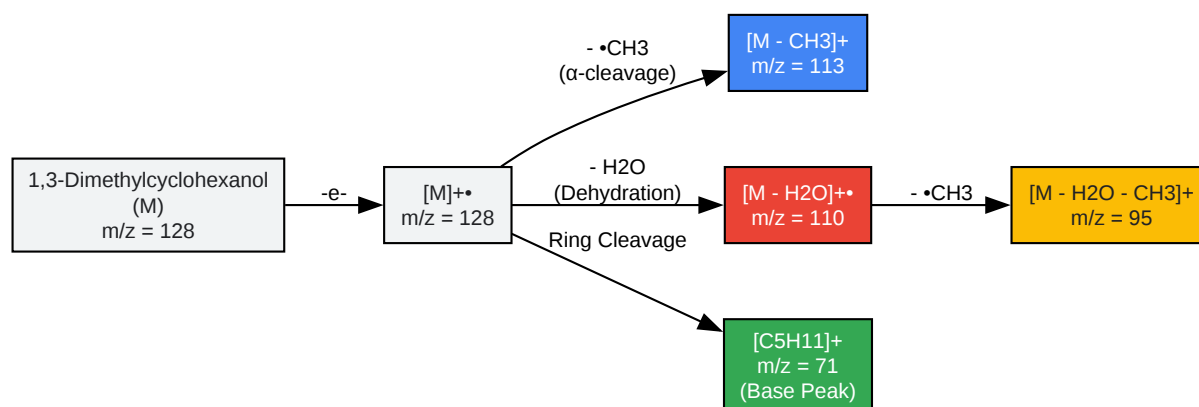 1,3-Dimethylcyclohexanol
(M)
m/z = 128
-e-
[M]+•
m/z = 128
- •CH3
(α-cleavage)
[M - CH3]+
m/z = 113
- H2O
(Dehydration)
[M - H2O]+•
m/z = 110
- •CH3
[M - H2O - CH3]+
m/z = 95
Ring Cleavage
[C5H11]+
m/z = 71
(Base Peak)